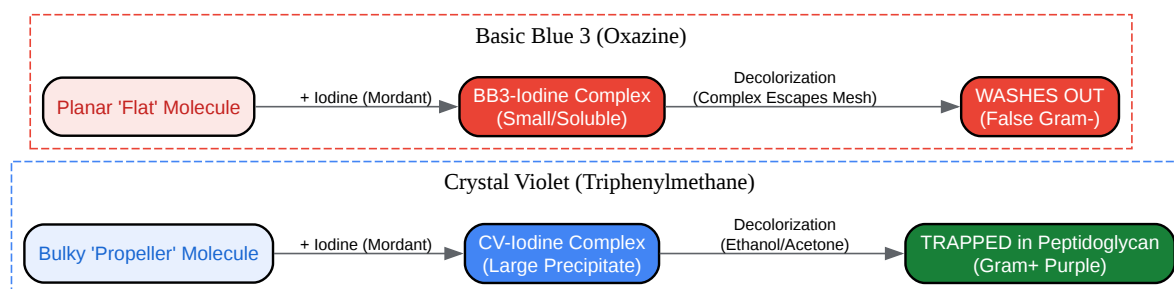 Basic Blue 3 (Oxazine)
Planar 'Flat' Molecule
+ Iodine (Mordant)
BB3-Iodine Complex
(Small/Soluble)
Decolorization
(Complex Escapes Mesh)
WASHES OUT
(False Gram-)
Crystal Violet (Triphenylmethane)
Bulky 'Propeller' Molecule
+ Iodine (Mordant)
CV-Iodine Complex
(Large Precipitate)
Decolorization
(Ethanol/Acetone)
TRAPPED in Peptidoglycan
(Gram+ Purple)